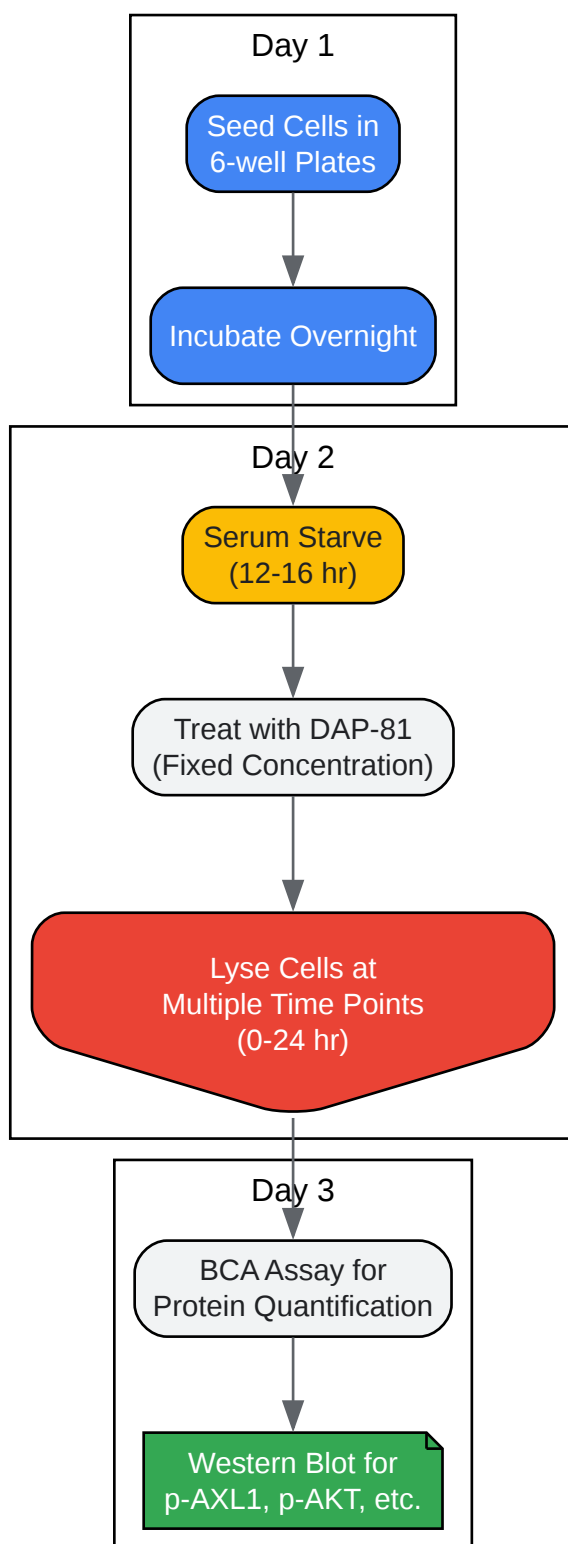 Day 1
Seed Cells in
6-well Plates
Incubate Overnight
Day 2
Serum Starve
(12-16 hr)
Treat with DAP-81
(Fixed Concentration)
Lyse Cells at
Multiple Time Points
(0-24 hr)
Day 3
BCA Assay for
Protein Quantification
Western Blot for
p-AXL1, p-AKT, etc.